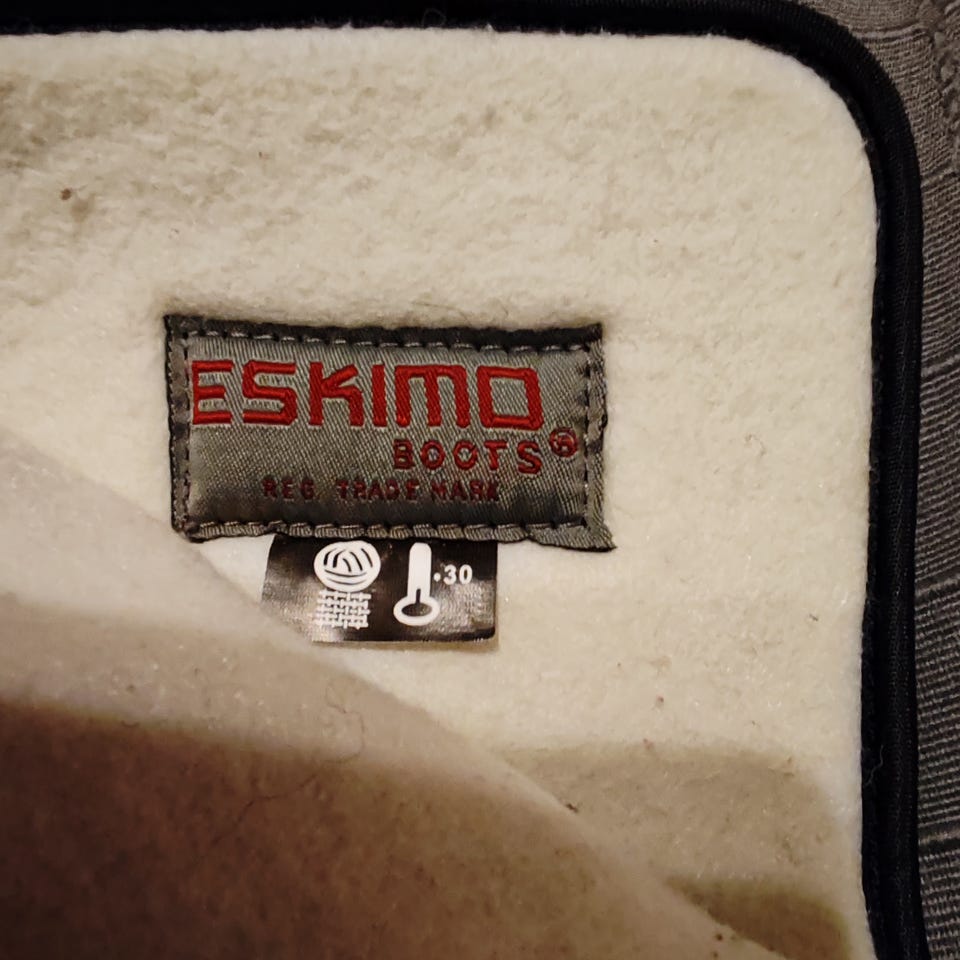 ESKIMO
BOOTS®
REG. TRADE MARK
·30